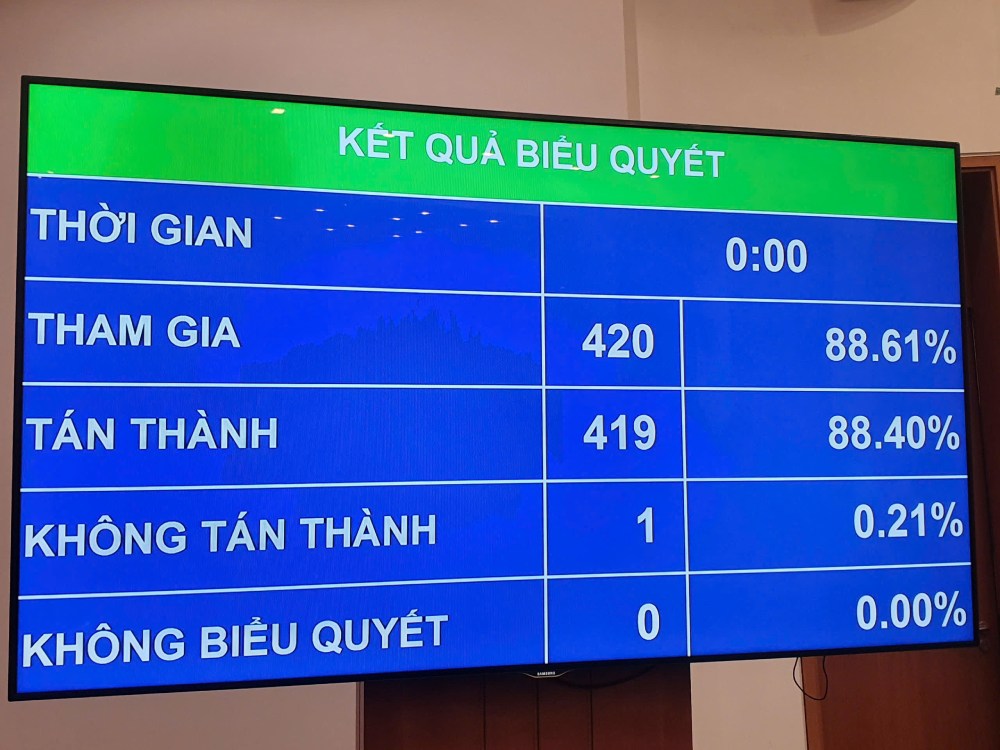 KẾT QUẢ BIỂU QUYẾT
THỜI GIAN 0:00
THAM GIA 420 88.61%
TÁN THÀNH 419 88.40%
KHÔNG TÁN THÀNH 1 0.21%
KHÔNG BIỂU QUYẾT 0 0.00%
SAMSUNG